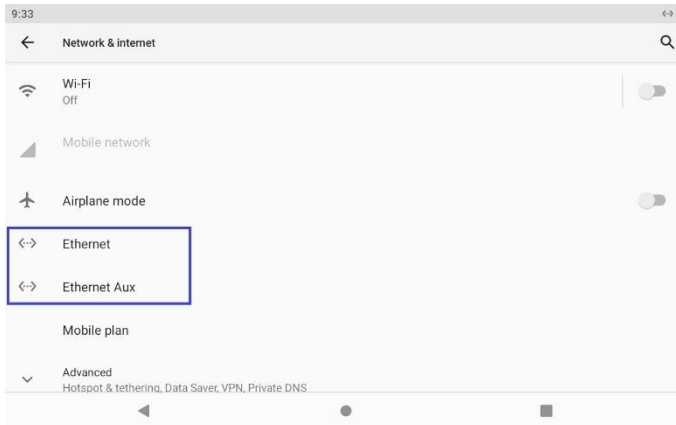 9:33
Network & internet
Wi-Fi
Off
Mobile network
Airplane mode
Ethernet
Ethernet Aux
Mobile plan
Advanced
Hotspot & tethering, Data Saver, VPN, Private DNS